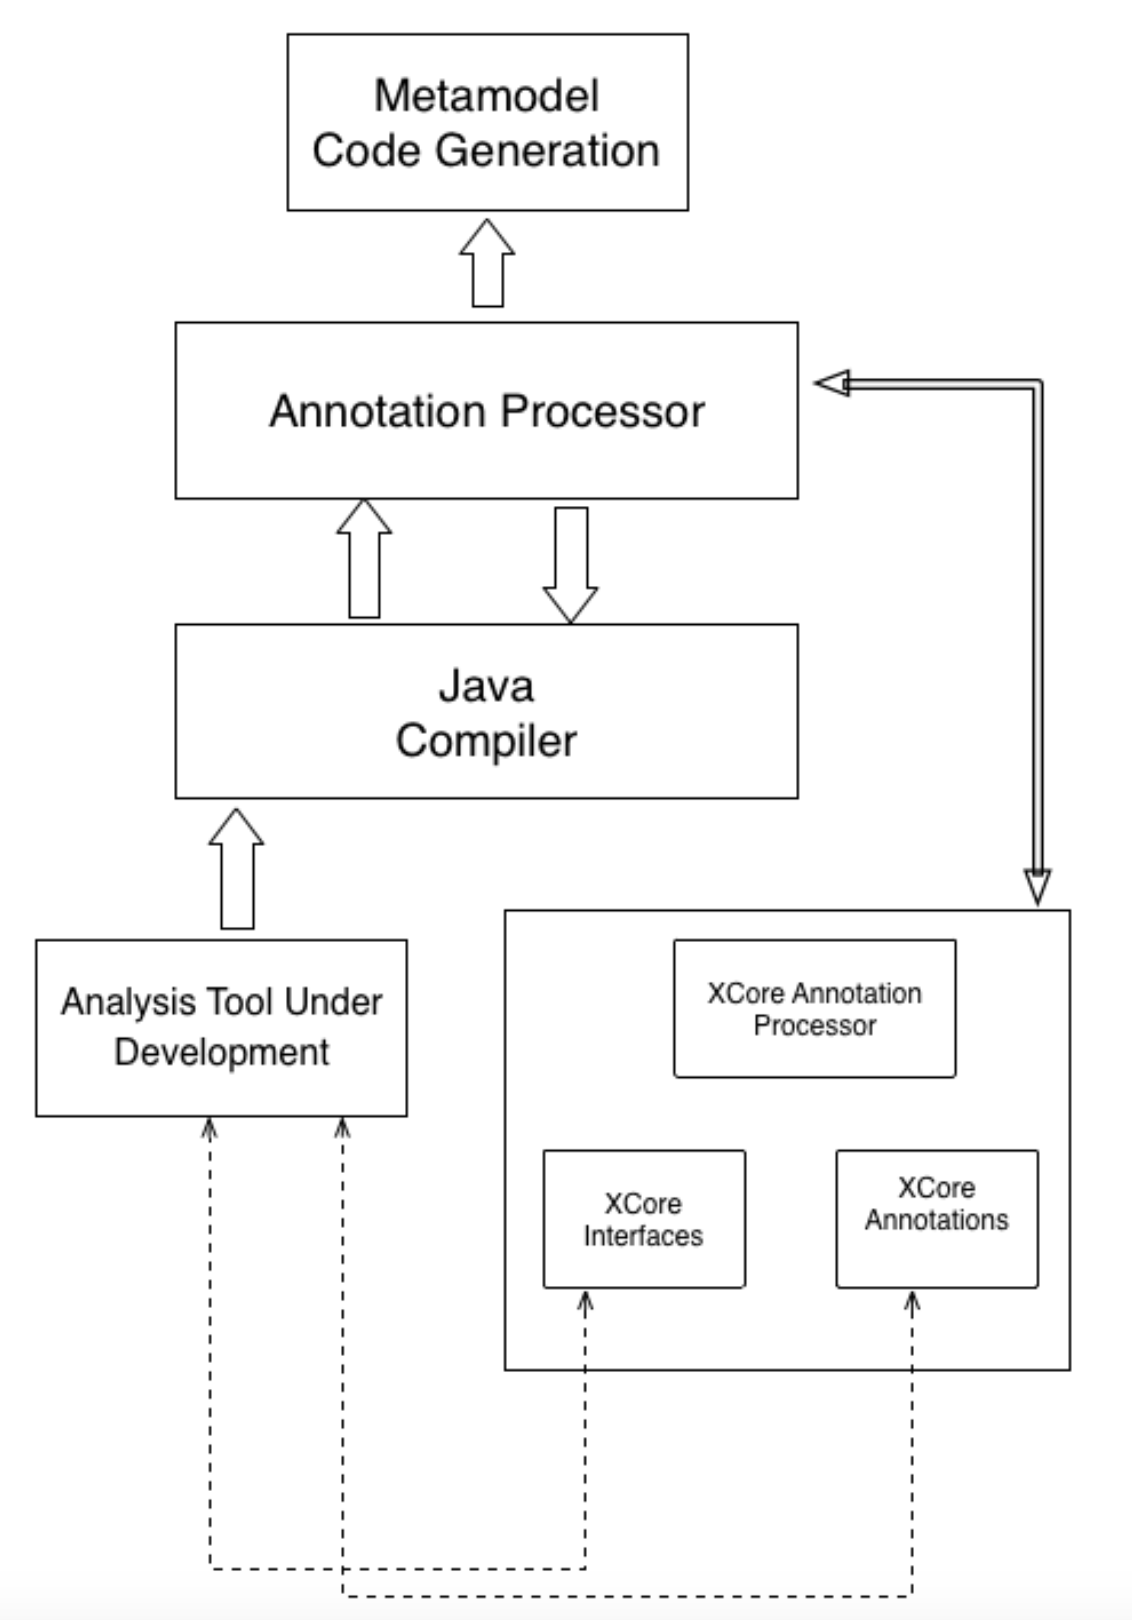 Metamodel
Code Generation
Annotation Processor
Java
Compiler
Analysis Tool Under
Development
XCore Annotation
Processor
XCore
Interfaces
XCore
Annotations